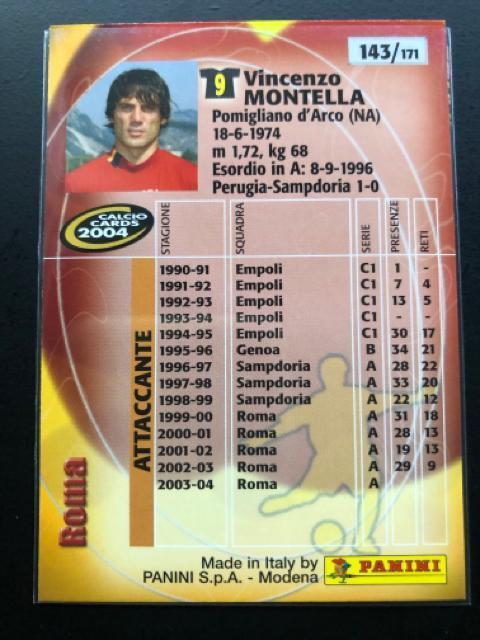 143/171
9 Vincenzo
MONTELLA
Pomigliano d'Arco (NA)
18-6-1974
m 1,72, kg 68
Esordio in A: 8-9-1996
Perugia-Sampdoria 1-0
CALCIO
CARDS
2004
STAGIONE SQUADRA SERIE PRESENZE RETI
1990-91 Empoli C1 1 -
1991-92 Empoli C1 7 4
1992-93 Empoli C1 13 5
1993-94 Empoli C1 - -
1994-95 Empoli C1 30 17
1995-96 Genoa B 34 21
1996-97 Sampdoria A 28 22
1997-98 Sampdoria A 33 20
1998-99 Sampdoria A 22 12
1999-00 Roma A 31 18
2000-01 Roma A 28 13
2001-02 Roma A 19 13
2002-03 Roma A 29 9
2003-04 Roma A
ATTACCANTE
Roma
Made in Italy by
PANINI S.p.A. - Modena
PANINI